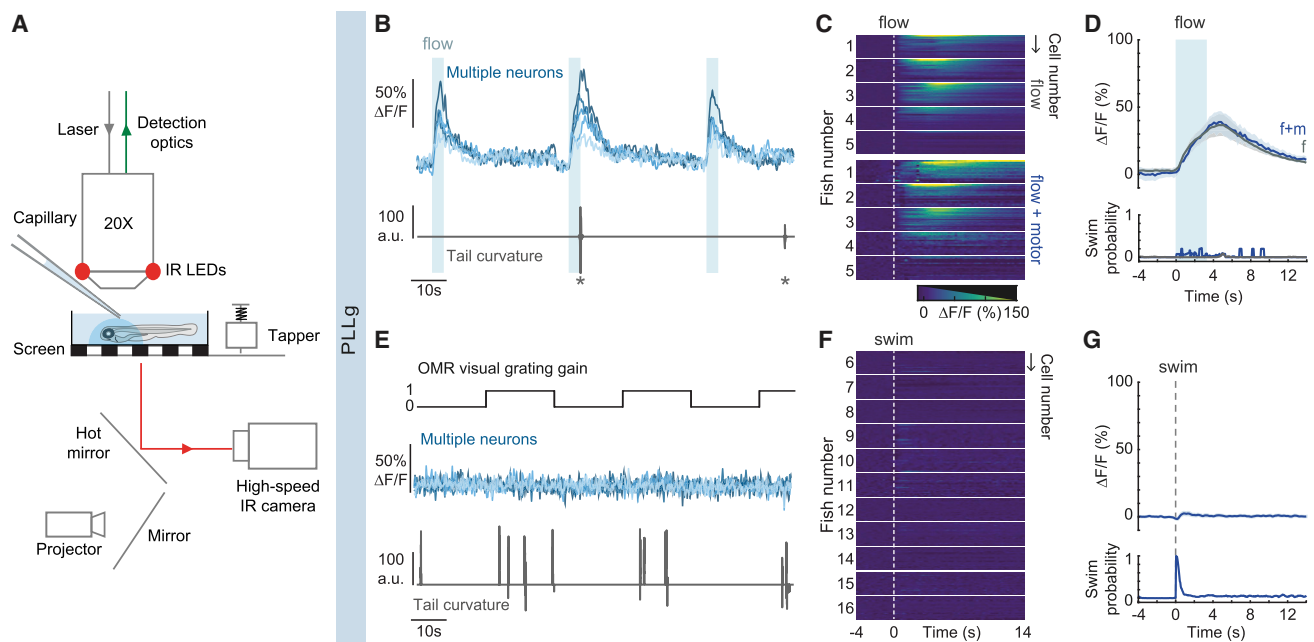 A
Laser
Detection
optics
Capillary
20X
IR LEDs
Screen
Tapper
Hot
mirror
High-speed
IR camera
Projector
Mirror
PLLg
B
flow
Multiple neurons
50%
ΔF/F
100
a.u.
Tail curvature
*
*
10s
C
flow
Cell number
Fish number
1
2
3
4
5
flow
1
2
3
4
5
flow + motor
0 ΔF/F (%) 150
D
flow
100
50
0
ΔF/F (%)
f+m
f
1
0
Swim
probability
-4 0 4 8 12
Time (s)
E
OMR visual grating gain
1
0
Multiple neurons
50%
ΔF/F
100
a.u.
Tail curvature
10s
F
swim
Cell number
Fish number
6
7
8
9
10
11
12
13
14
15
16
-4 0 Time (s) 14
G
swim
100
50
0
ΔF/F (%)
1
0
Swim
probability
-4 0 4 8 12
Time (s)